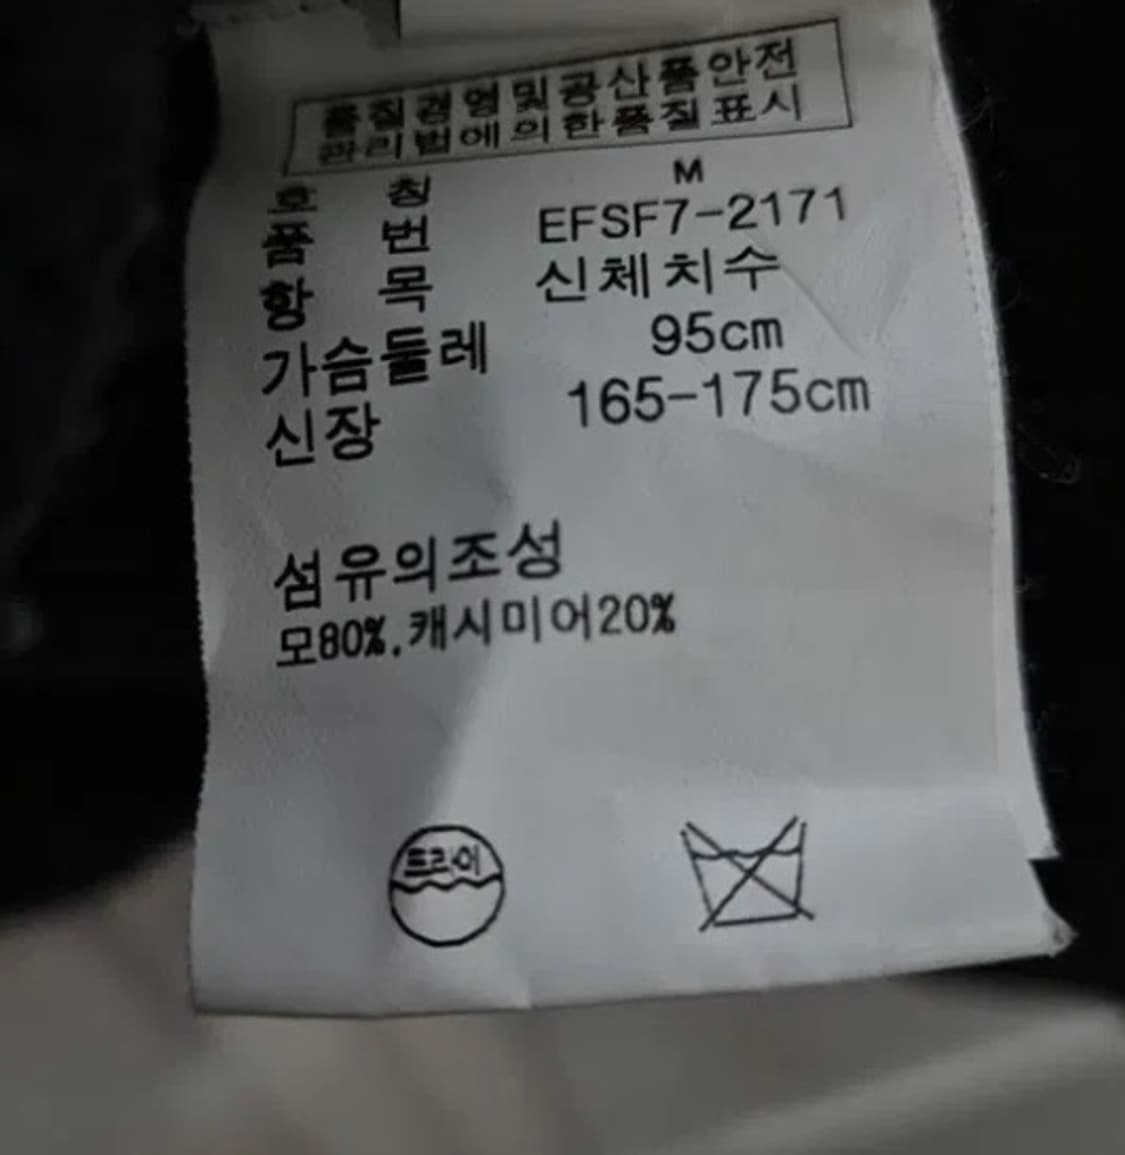 품질경영및공산품안전
관리법에의한품질표시
호 칭 M
품 번 EFSF7-2171
항 목 신체치수
가슴둘레 95cm
신장 165-175cm
섬유의조성
모80%.캐시미어20%
드라이